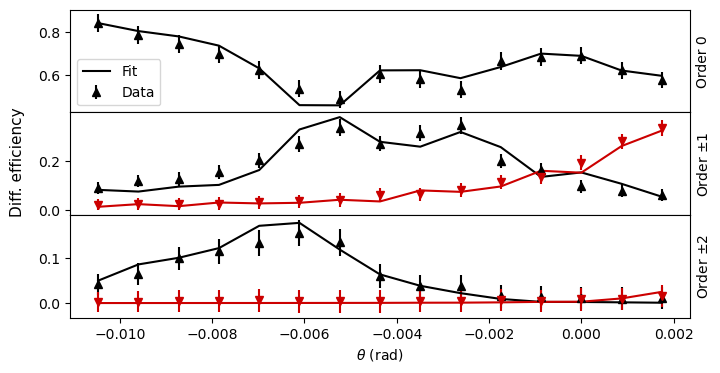 Diff. efficiency
0.8
0.6
Fit
Data
Order 0
0.2
0.0
Order ±1
0.1
0.0
Order ±2
−0.010 −0.008 −0.006 −0.004 −0.002 0.000 0.002
θ (rad)